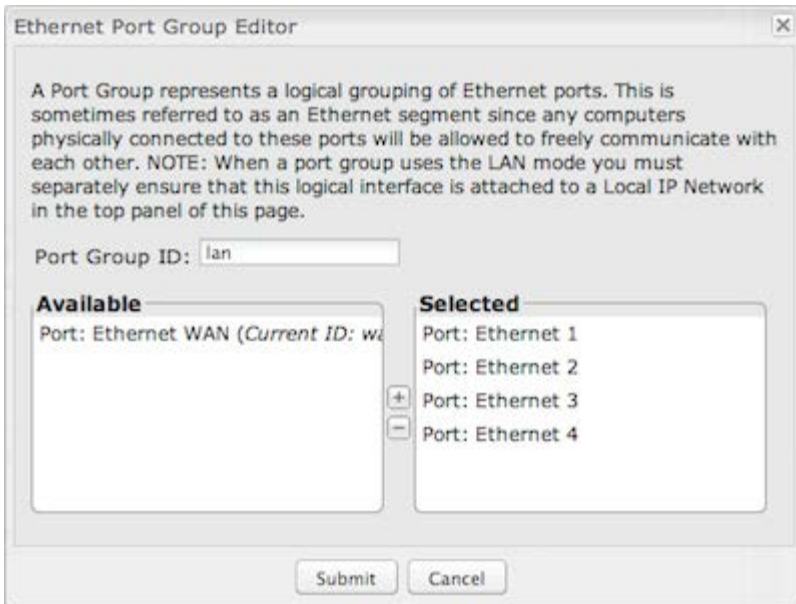 Ethernet Port Group Editor
A Port Group represents a logical grouping of Ethernet ports. This is
sometimes referred to as an Ethernet segment since any computers
physically connected to these ports will be allowed to freely communicate with
each other. NOTE: When a port group uses the LAN mode you must
separately ensure that this logical interface is attached to a Local IP Network
in the top panel of this page.
Port Group ID: lan
Available
Port: Ethernet WAN (Current ID: wa
Selected
Port: Ethernet 1
Port: Ethernet 2
Port: Ethernet 3
Port: Ethernet 4
+
−
Submit Cancel